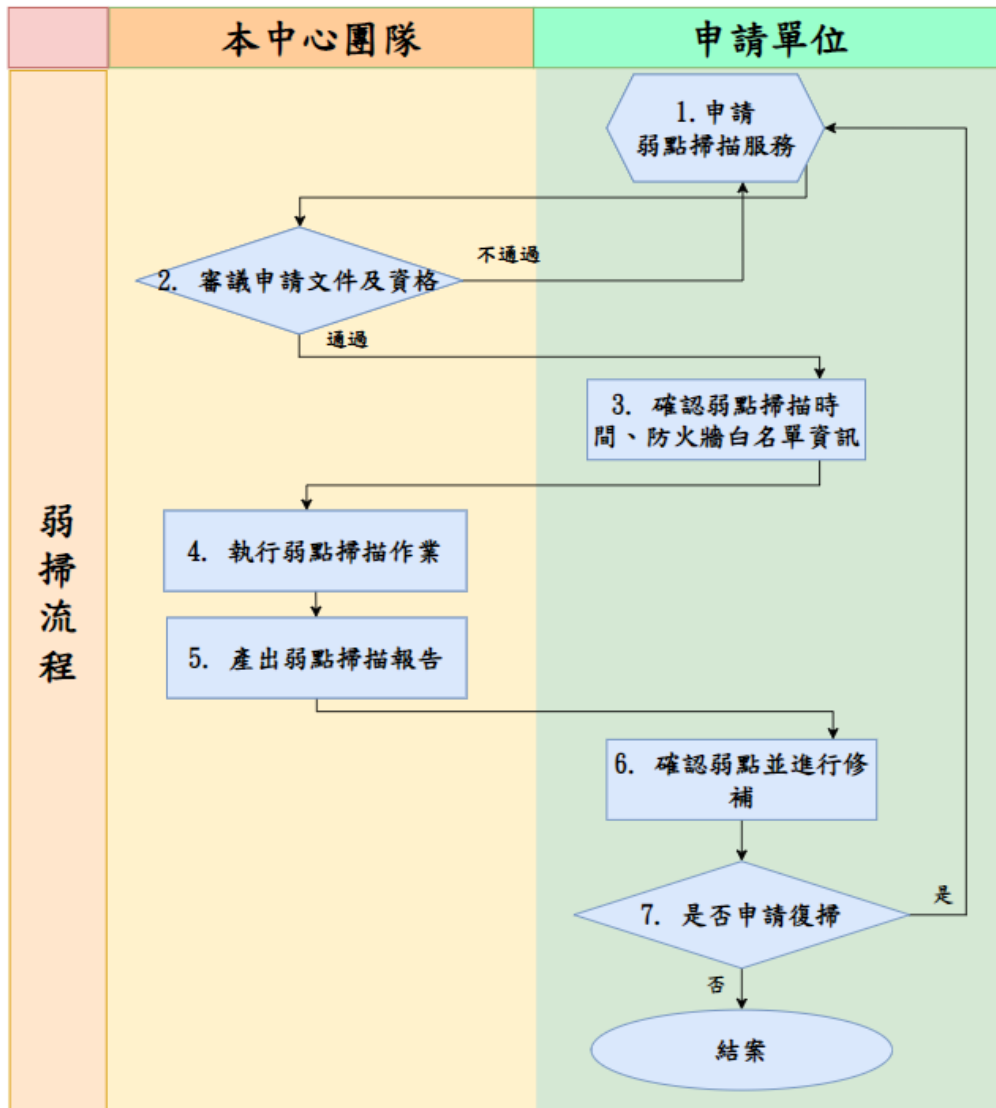 本中心團隊
申請單位
弱掃流程
1.申請
弱點掃描服務
2. 審議申請文件及資格
不通過
通過
3. 確認弱點掃描時
間、防火牆白名單資訊
4. 執行弱點掃描作業
5. 產出弱點掃描報告
6. 確認弱點並進行修
補
7. 是否申請復掃
是
否
結案